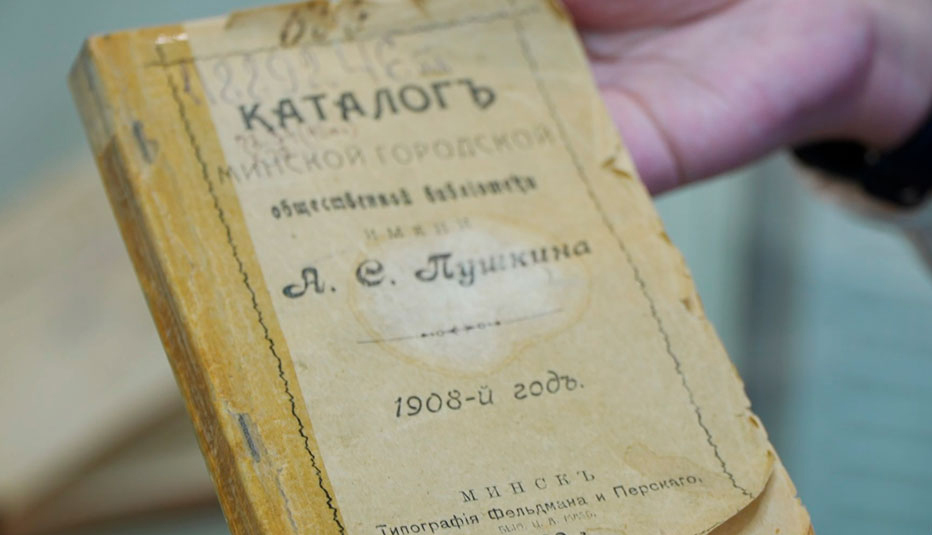 КАТАЛОГЪ
МИНСКОЙ ГОРОДСКОЙ
общественной библіотеки
ИМЕНИ
А. С. Пушкина
1908-й годъ.
МИНСКЪ
Типографія Фельдмана и Перскаго,